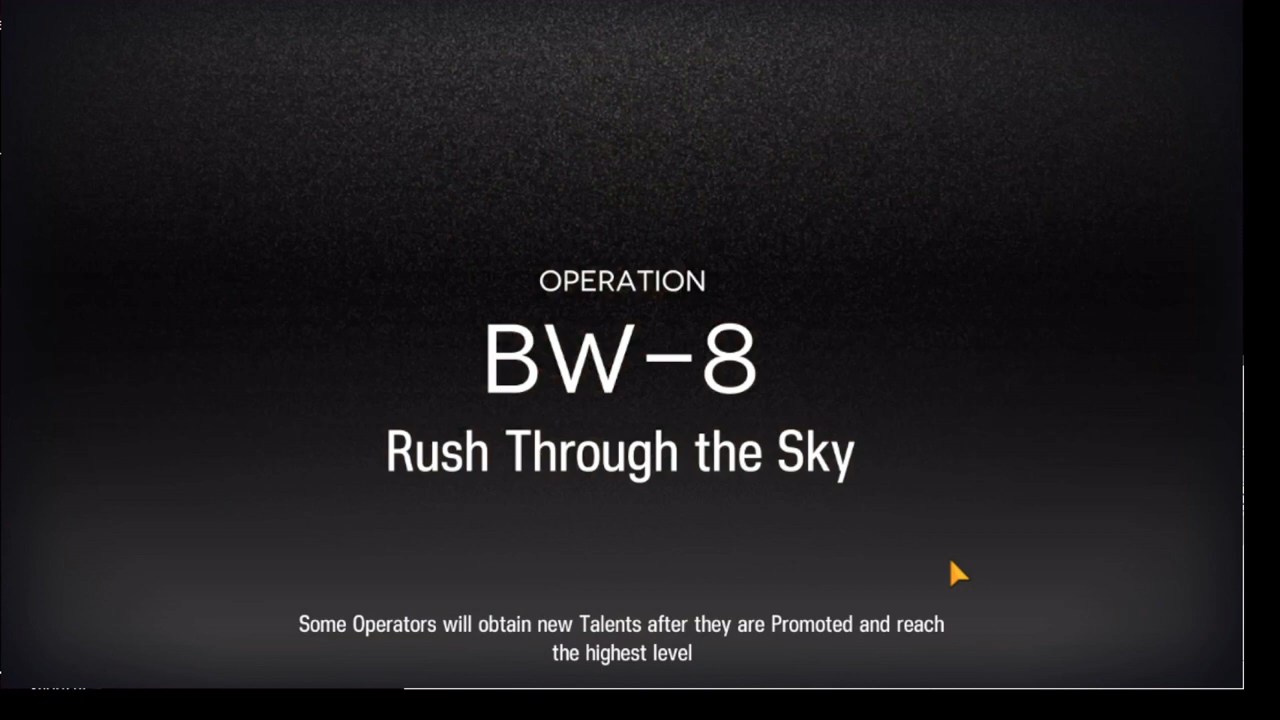 OPERATION
BW-8
Rush Through the Sky
Some Operators will obtain new Talents after they are Promoted and reach
the highest level